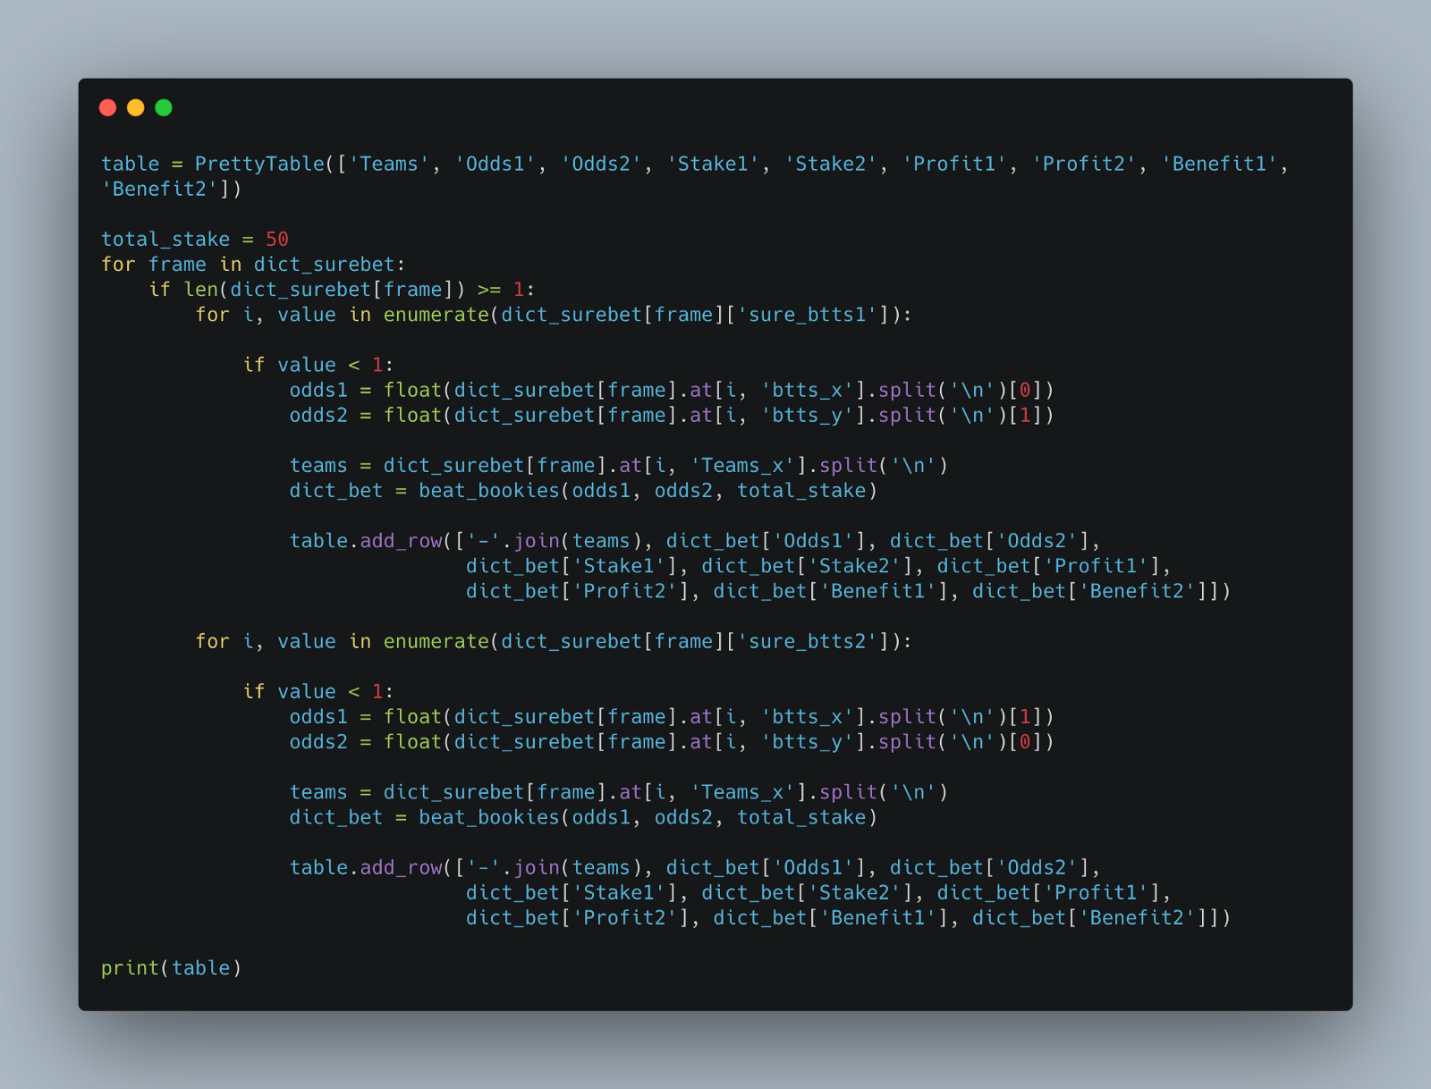 table = PrettyTable(['Teams', 'Odds1', 'Odds2', 'Stake1', 'Stake2', 'Profit1', 'Profit2', 'Benefit1',
'Benefit2'])

total_stake = 50
for frame in dict_surebet:
    if len(dict_surebet[frame]) >= 1:
        for i, value in enumerate(dict_surebet[frame]['sure_btts1']):

            if value < 1:
                odds1 = float(dict_surebet[frame].at[i, 'btts_x'].split('\n')[0])
                odds2 = float(dict_surebet[frame].at[i, 'btts_y'].split('\n')[1])

                teams = dict_surebet[frame].at[i, 'Teams_x'].split('\n')
                dict_bet = beat_bookies(odds1, odds2, total_stake)

                table.add_row(['-'.join(teams), dict_bet['Odds1'], dict_bet['Odds2'],
                               dict_bet['Stake1'], dict_bet['Stake2'], dict_bet['Profit1'],
                               dict_bet['Profit2'], dict_bet['Benefit1'], dict_bet['Benefit2']])

        for i, value in enumerate(dict_surebet[frame]['sure_btts2']):

            if value < 1:
                odds1 = float(dict_surebet[frame].at[i, 'btts_x'].split('\n')[1])
                odds2 = float(dict_surebet[frame].at[i, 'btts_y'].split('\n')[0])

                teams = dict_surebet[frame].at[i, 'Teams_x'].split('\n')
                dict_bet = beat_bookies(odds1, odds2, total_stake)

                table.add_row(['-'.join(teams), dict_bet['Odds1'], dict_bet['Odds2'],
                               dict_bet['Stake1'], dict_bet['Stake2'], dict_bet['Profit1'],
                               dict_bet['Profit2'], dict_bet['Benefit1'], dict_bet['Benefit2']])

print(table)